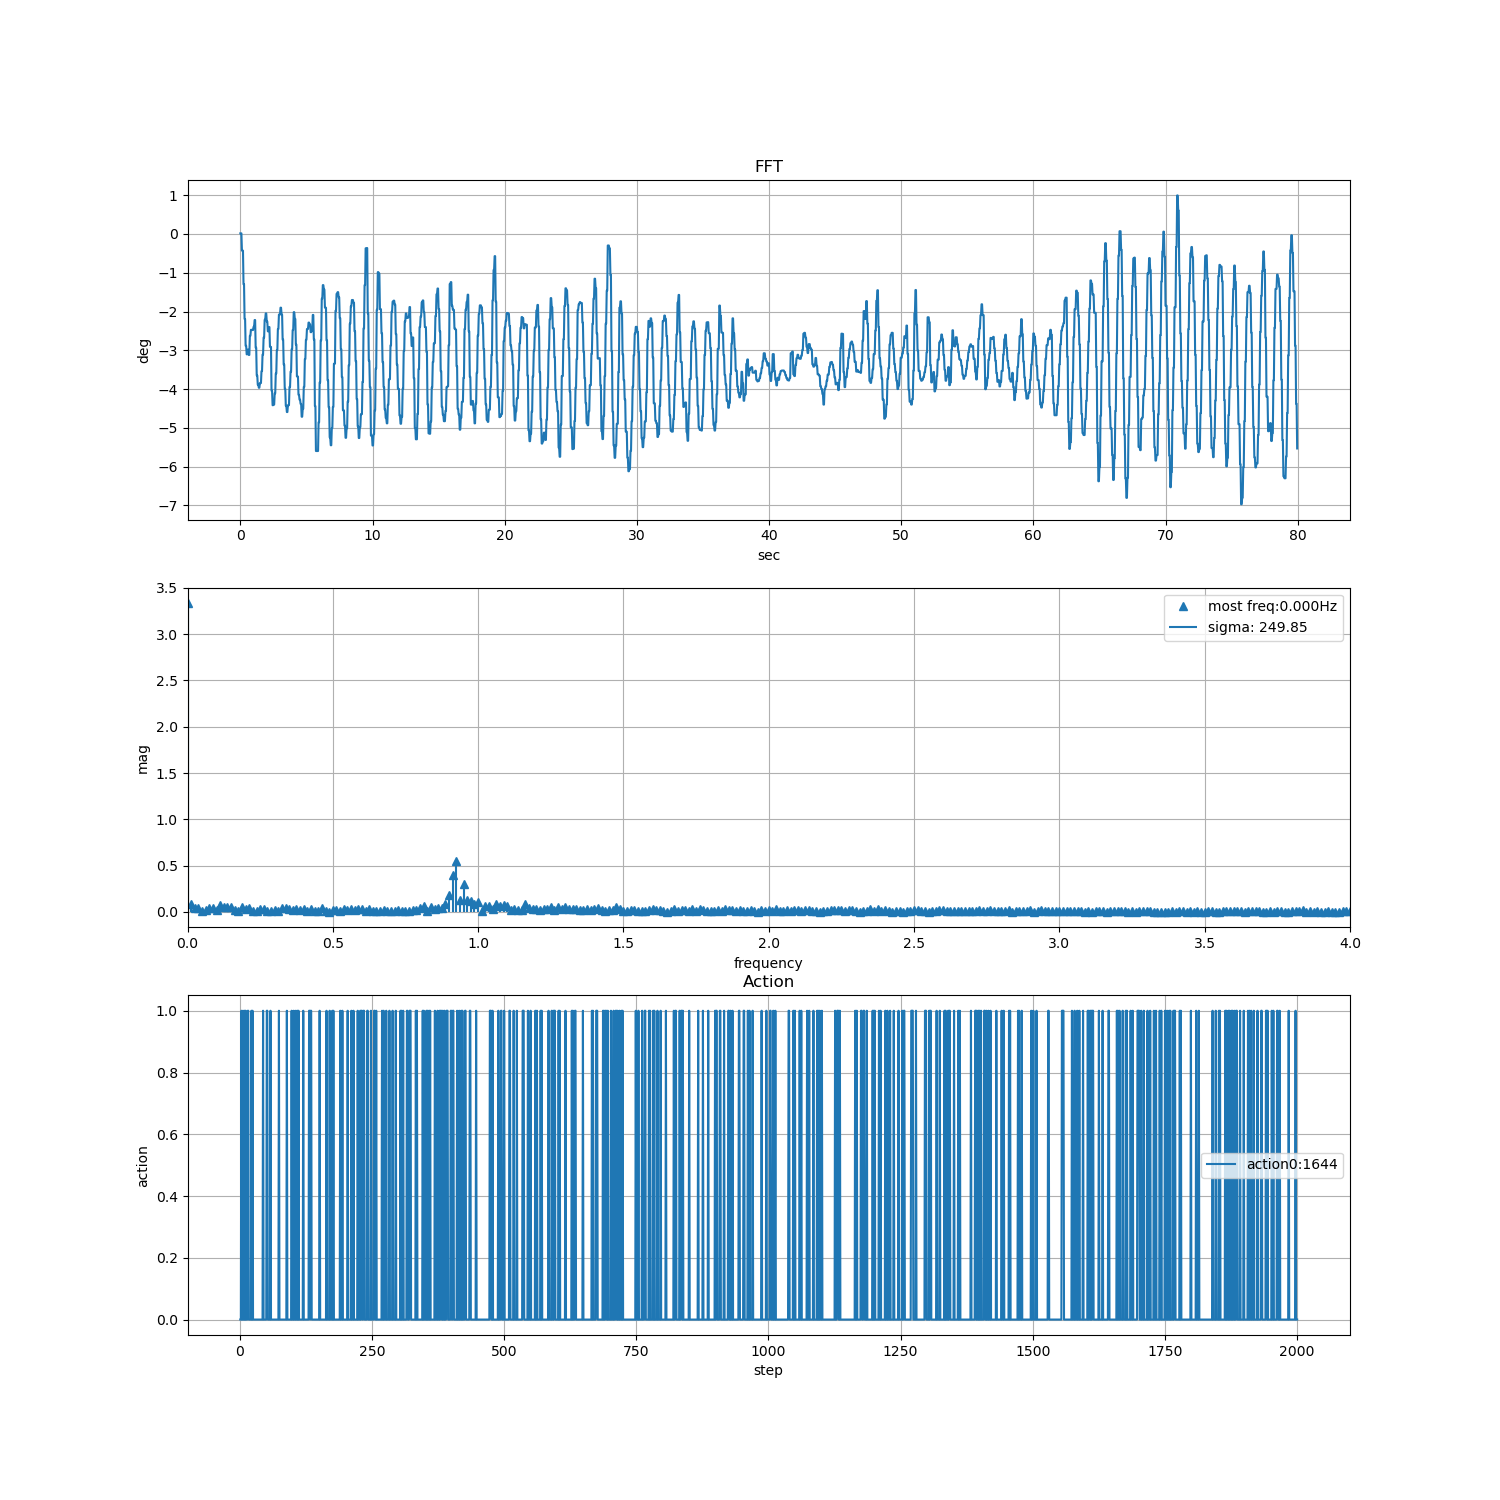 FFT
1
0
−1
−2
−3
−4
−5
−6
−7
deg
0 10 20 30 40 50 60 70 80
sec
3.5
3.0
2.5
2.0
1.5
1.0
0.5
0.0
mag
most freq:0.000Hz
sigma: 249.85
0.0 0.5 1.0 1.5 2.0 2.5 3.0 3.5 4.0
frequency
Action
1.0
0.8
0.6
0.4
0.2
0.0
action
action0:1644
0 250 500 750 1000 1250 1500 1750 2000
step